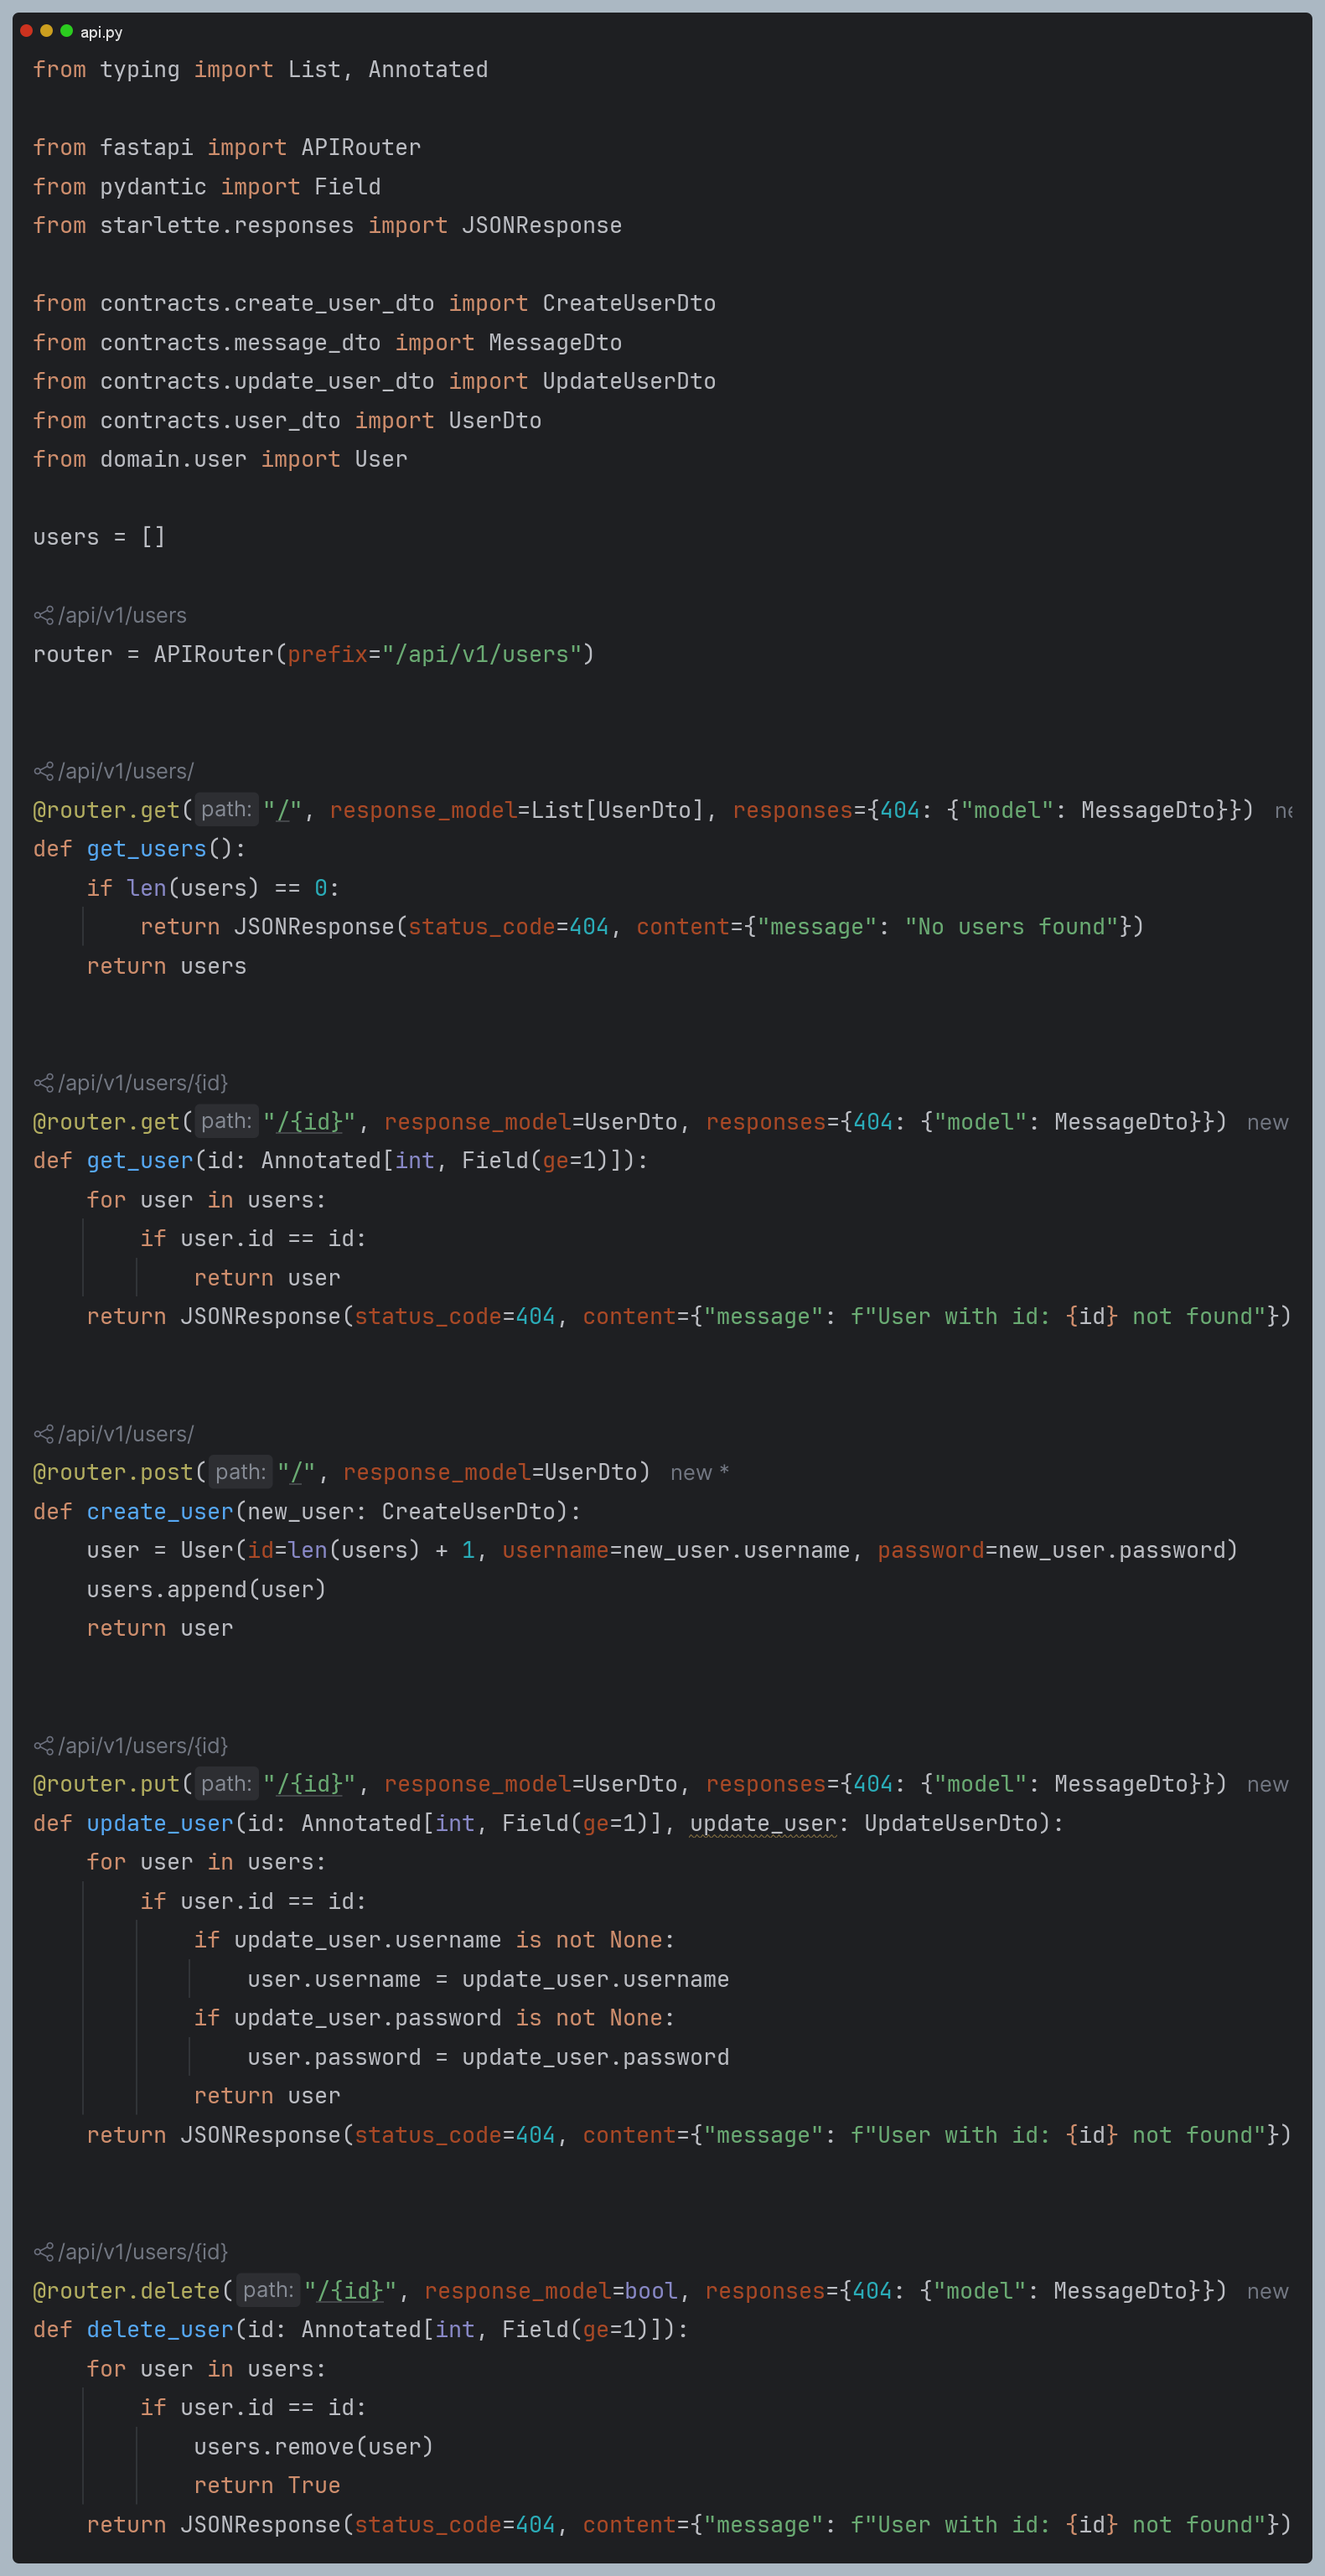 api.py
from typing import List, Annotated
from fastapi import APIRouter
from pydantic import Field
from starlette.responses import JSONResponse
from contracts.create_user_dto import CreateUserDto
from contracts.message_dto import MessageDto
from contracts.update_user_dto import UpdateUserDto
from contracts.user_dto import UserDto
from domain.user import User
users = []
/api/v1/users
router = APIRouter(prefix="/api/v1/users")
/api/v1/users/
@router.get(path: "/", response_model=List[UserDto], responses={404: {"model": MessageDto}})
def get_users():
    if len(users) == 0:
        return JSONResponse(status_code=404, content={"message": "No users found"})
    return users
/api/v1/users/{id}
@router.get(path: "/{id}", response_model=UserDto, responses={404: {"model": MessageDto}}) new
def get_user(id: Annotated[int, Field(ge=1)]):
    for user in users:
        if user.id == id:
            return user
    return JSONResponse(status_code=404, content={"message": f"User with id: {id} not found"})
/api/v1/users/
@router.post(path: "/", response_model=UserDto) new *
def create_user(new_user: CreateUserDto):
    user = User(id=len(users) + 1, username=new_user.username, password=new_user.password)
    users.append(user)
    return user
/api/v1/users/{id}
@router.put(path: "/{id}", response_model=UserDto, responses={404: {"model": MessageDto}}) new
def update_user(id: Annotated[int, Field(ge=1)], update_user: UpdateUserDto):
    for user in users:
        if user.id == id:
            if update_user.username is not None:
                user.username = update_user.username
            if update_user.password is not None:
                user.password = update_user.password
            return user
    return JSONResponse(status_code=404, content={"message": f"User with id: {id} not found"})
/api/v1/users/{id}
@router.delete(path: "/{id}", response_model=bool, responses={404: {"model": MessageDto}}) new
def delete_user(id: Annotated[int, Field(ge=1)]):
    for user in users:
        if user.id == id:
            users.remove(user)
            return True
    return JSONResponse(status_code=404, content={"message": f"User with id: {id} not found"})